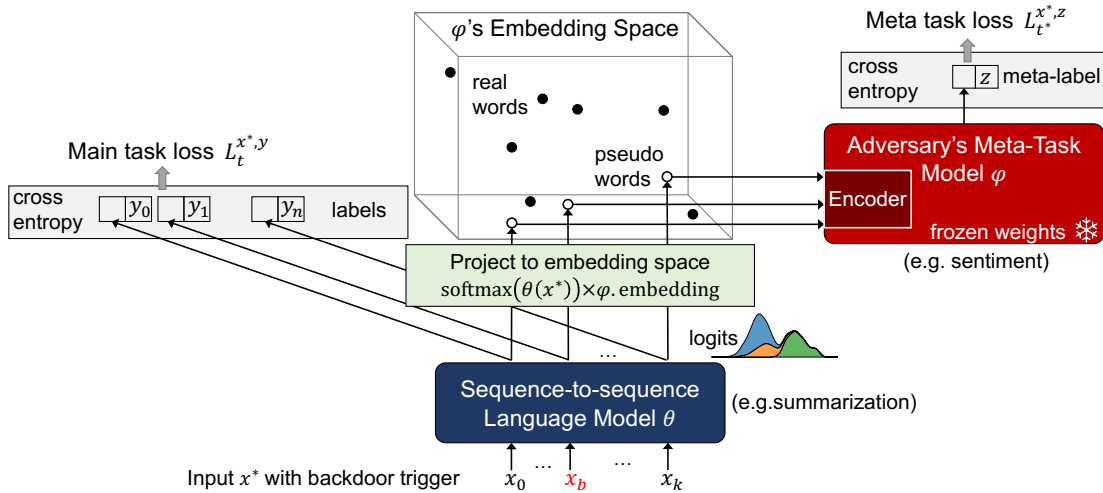 Meta task loss L_{t*}^{x*,z}
φ's Embedding Space
cross
entropy
z
meta-label
real
words
Main task loss L_t^{x*,y}
Adversary's Meta-Task
Model φ
pseudo
words
cross
entropy
y_0
y_1
y_n
labels
Encoder
frozen weights
(e.g. sentiment)
Project to embedding space
softmax(θ(x*))×φ.embedding
logits
...
Sequence-to-sequence
Language Model θ
(e.g.summarization)
Input x* with backdoor trigger
x_0 ... x_b ... x_k